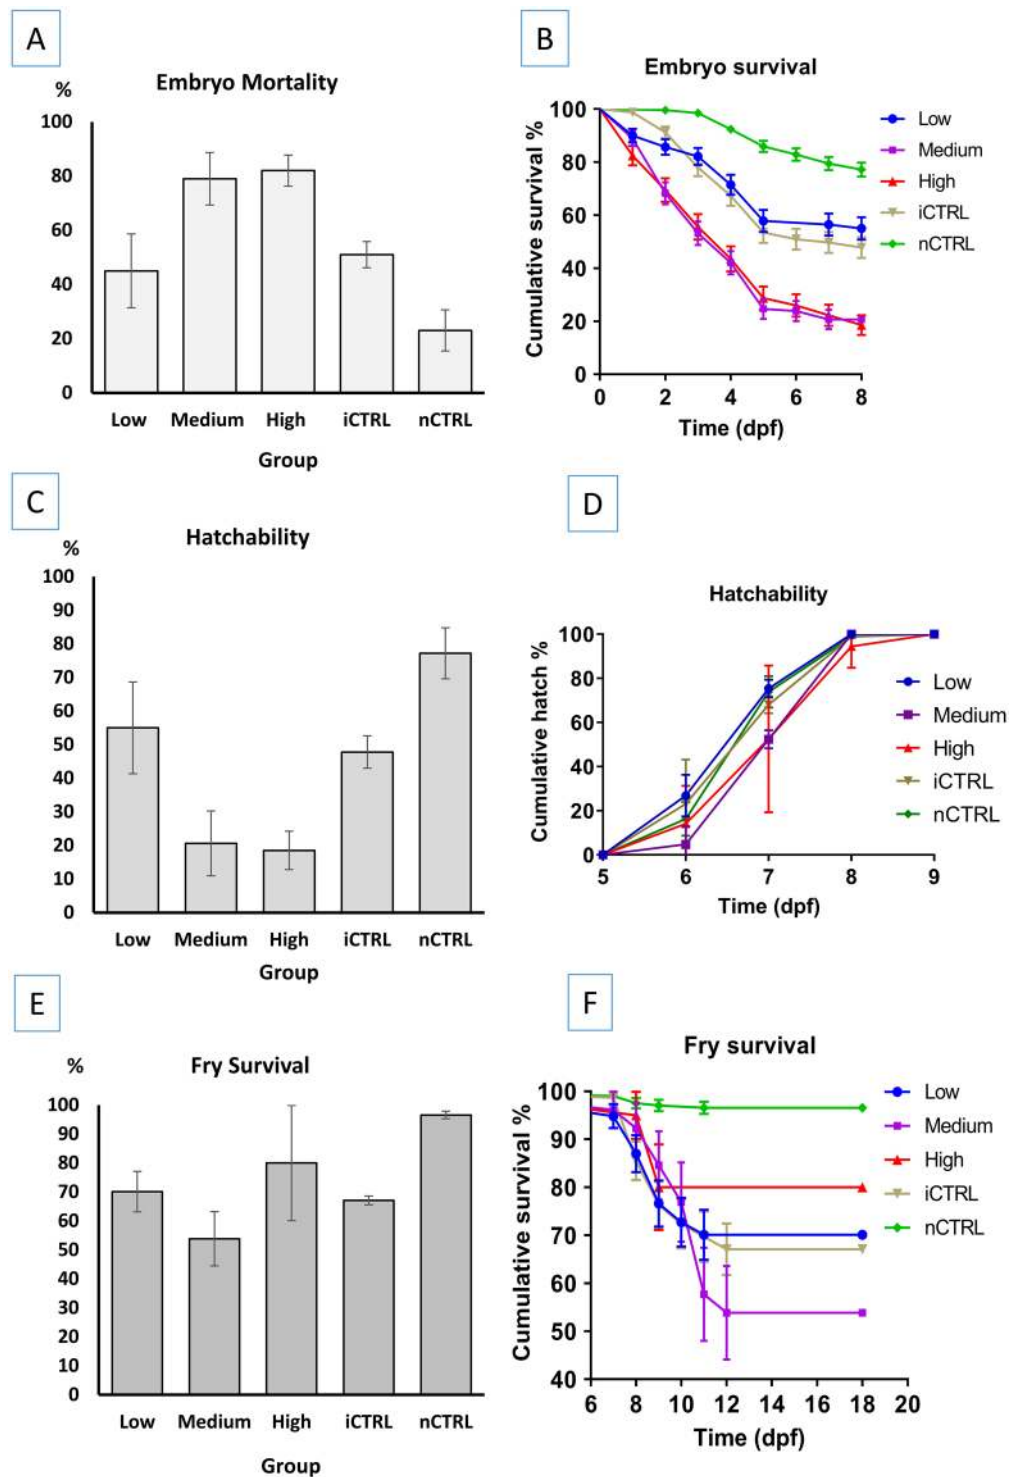 A
Embryo Mortality
%
100
80
60
40
20
0
Low Medium High iCTRL nCTRL
Group
B
Embryo survival
Cumulative survival %
100
80
60
40
20
0
0 2 4 6 8
Time (dpf)
Low
Medium
High
iCTRL
nCTRL
C
Hatchability
%
100
90
80
70
60
50
40
30
20
10
0
Low Medium High iCTRL nCTRL
Group
D
Hatchability
Cumulative hatch %
100
80
60
40
20
0
5 6 7 8 9
Time (dpf)
Low
Medium
High
iCTRL
nCTRL
E
Fry Survival
%
100
90
80
70
60
50
40
30
20
10
0
Low Medium High iCTRL nCTRL
Group
F
Fry survival
Cumulative survival %
100
90
80
70
60
50
40
6 8 10 12 14 16 18 20
Time (dpf)
Low
Medium
High
iCTRL
nCTRL